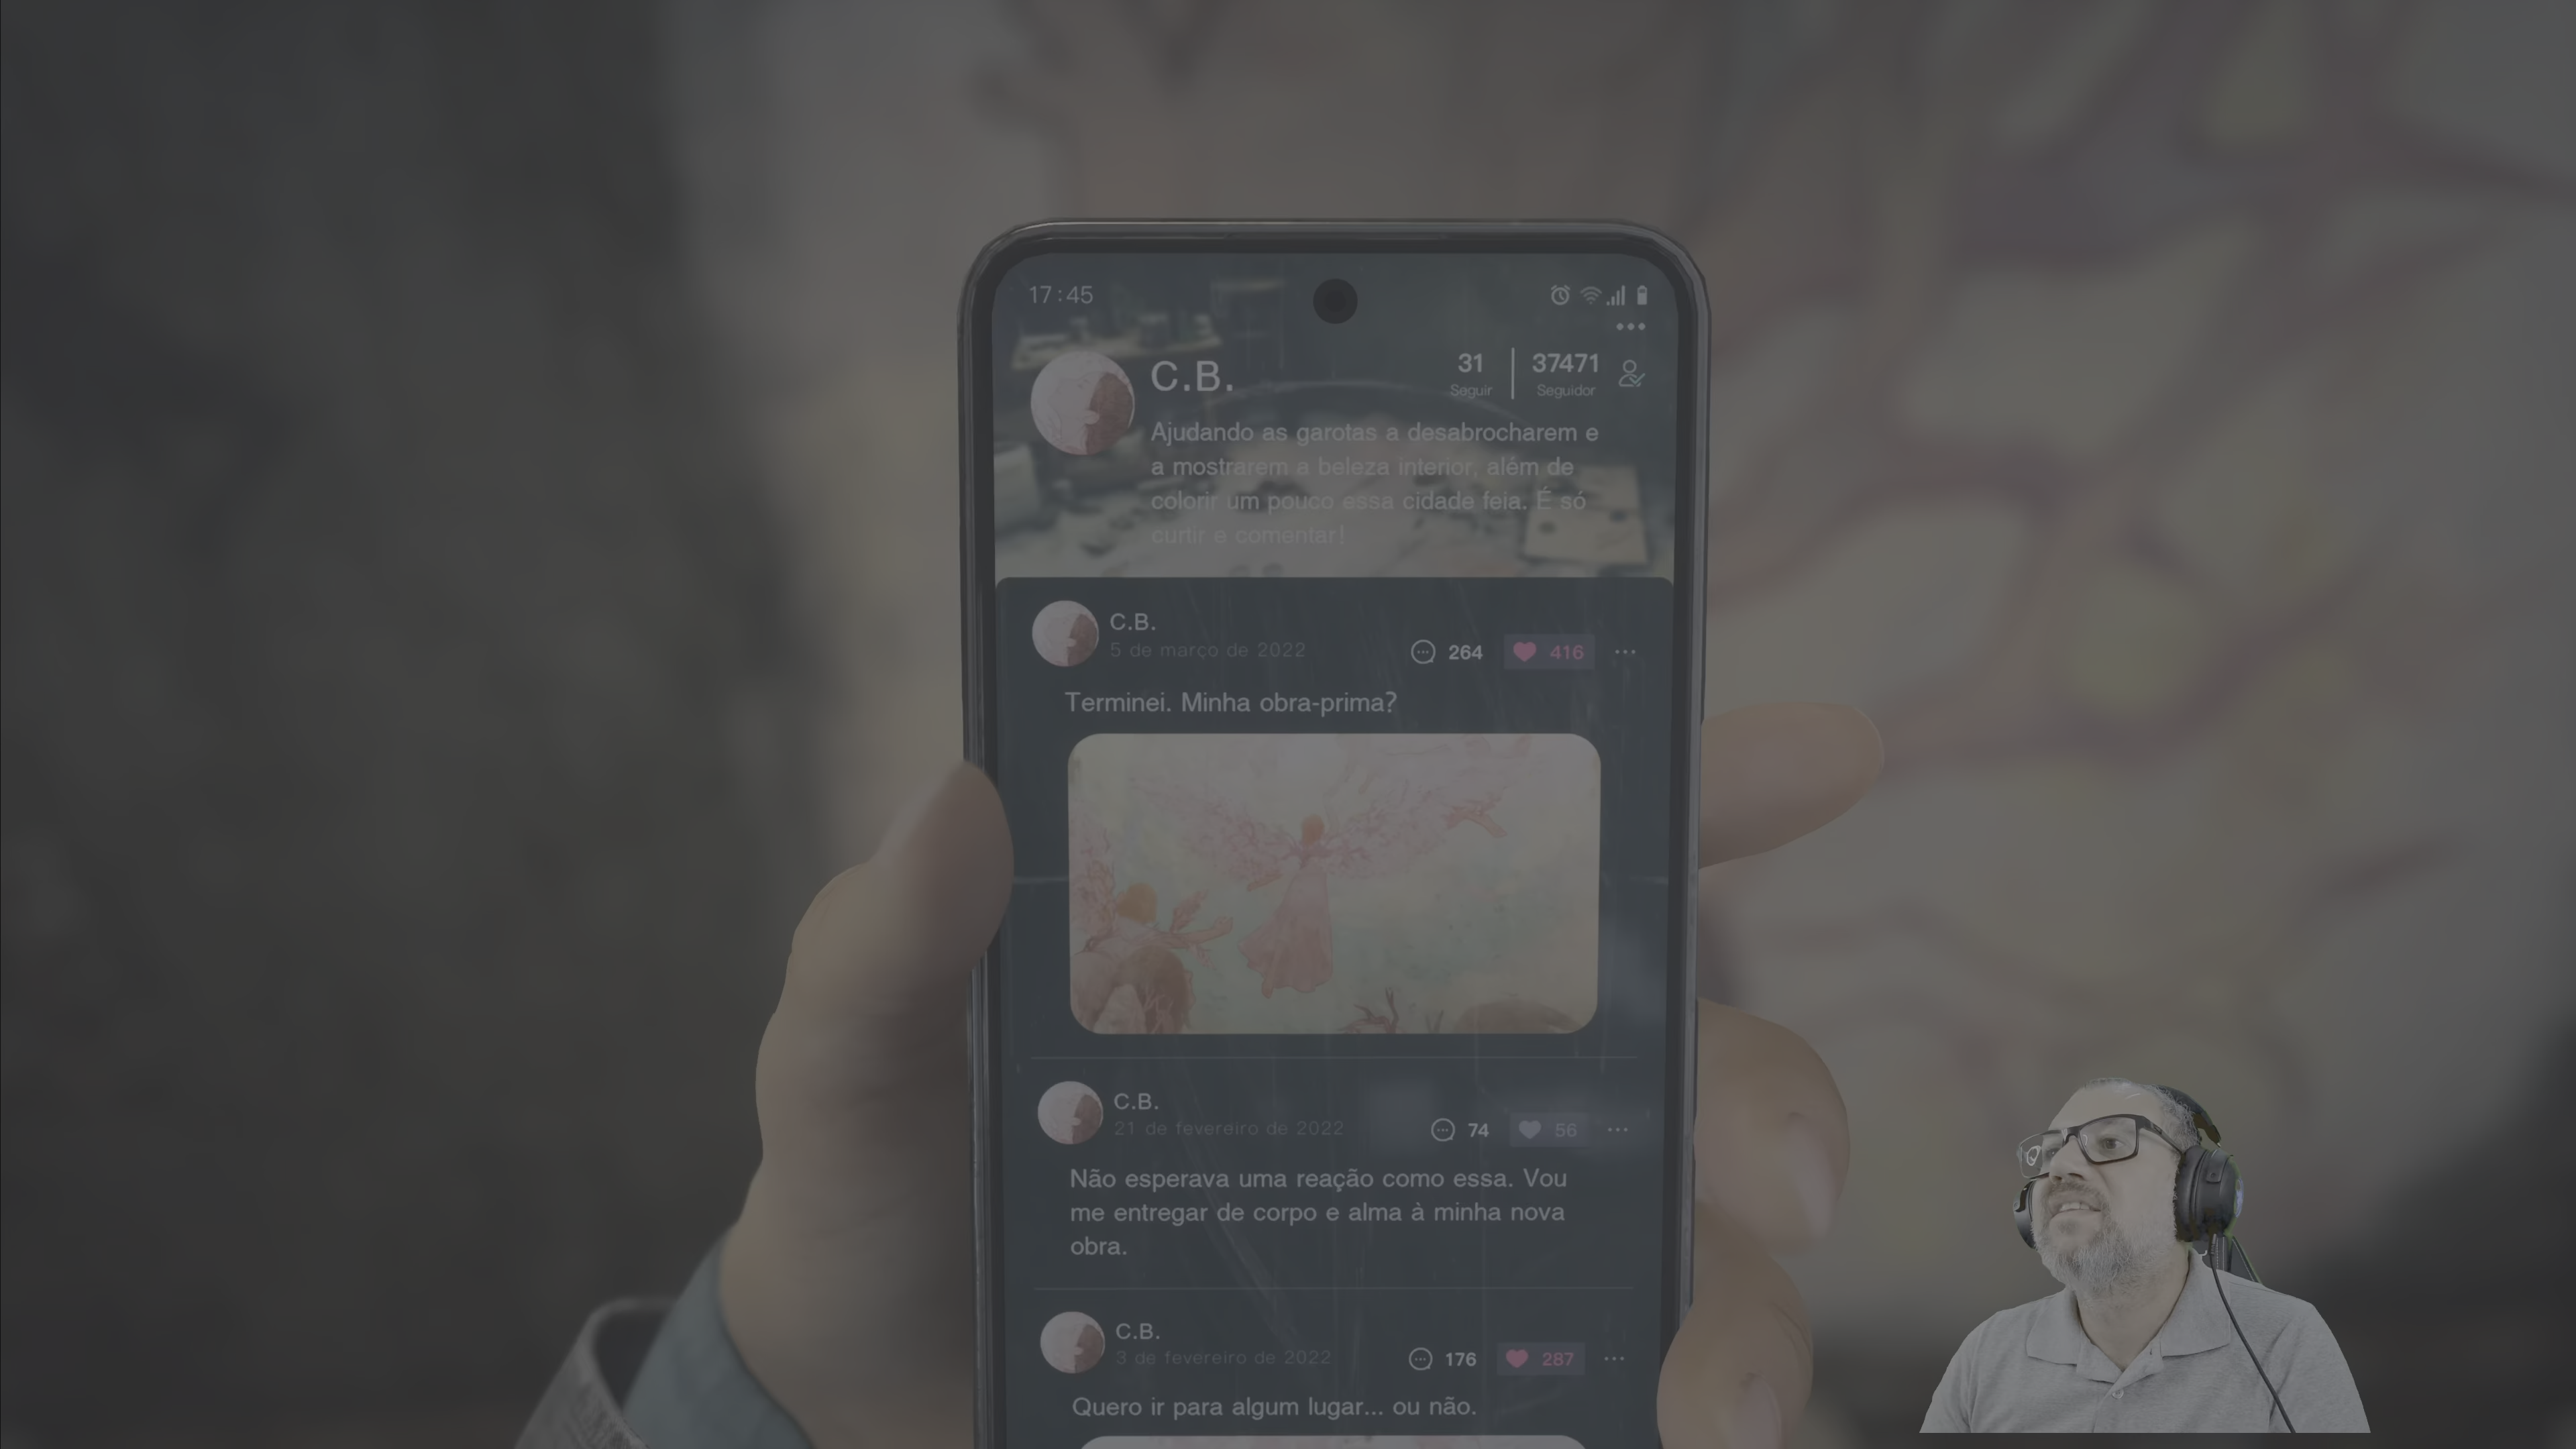 17:45
C.B.
31
37471
Seguir
Seguidor
Ajudando as garotas a desabrocharem e
a mostrarem a beleza interior, além de
colorir um pouco essa cidade feia. É só
curtir e comentar!
C.B.
5 de março de 2022
264
416
Terminei. Minha obra-prima?
C.B.
21 de fevereiro de 2022
74
56
Não esperava uma reação como essa. Vou
me entregar de corpo e alma à minha nova
obra.
C.B.
3 de fevereiro de 2022
176
287
Quero ir para algum lugar... ou não.